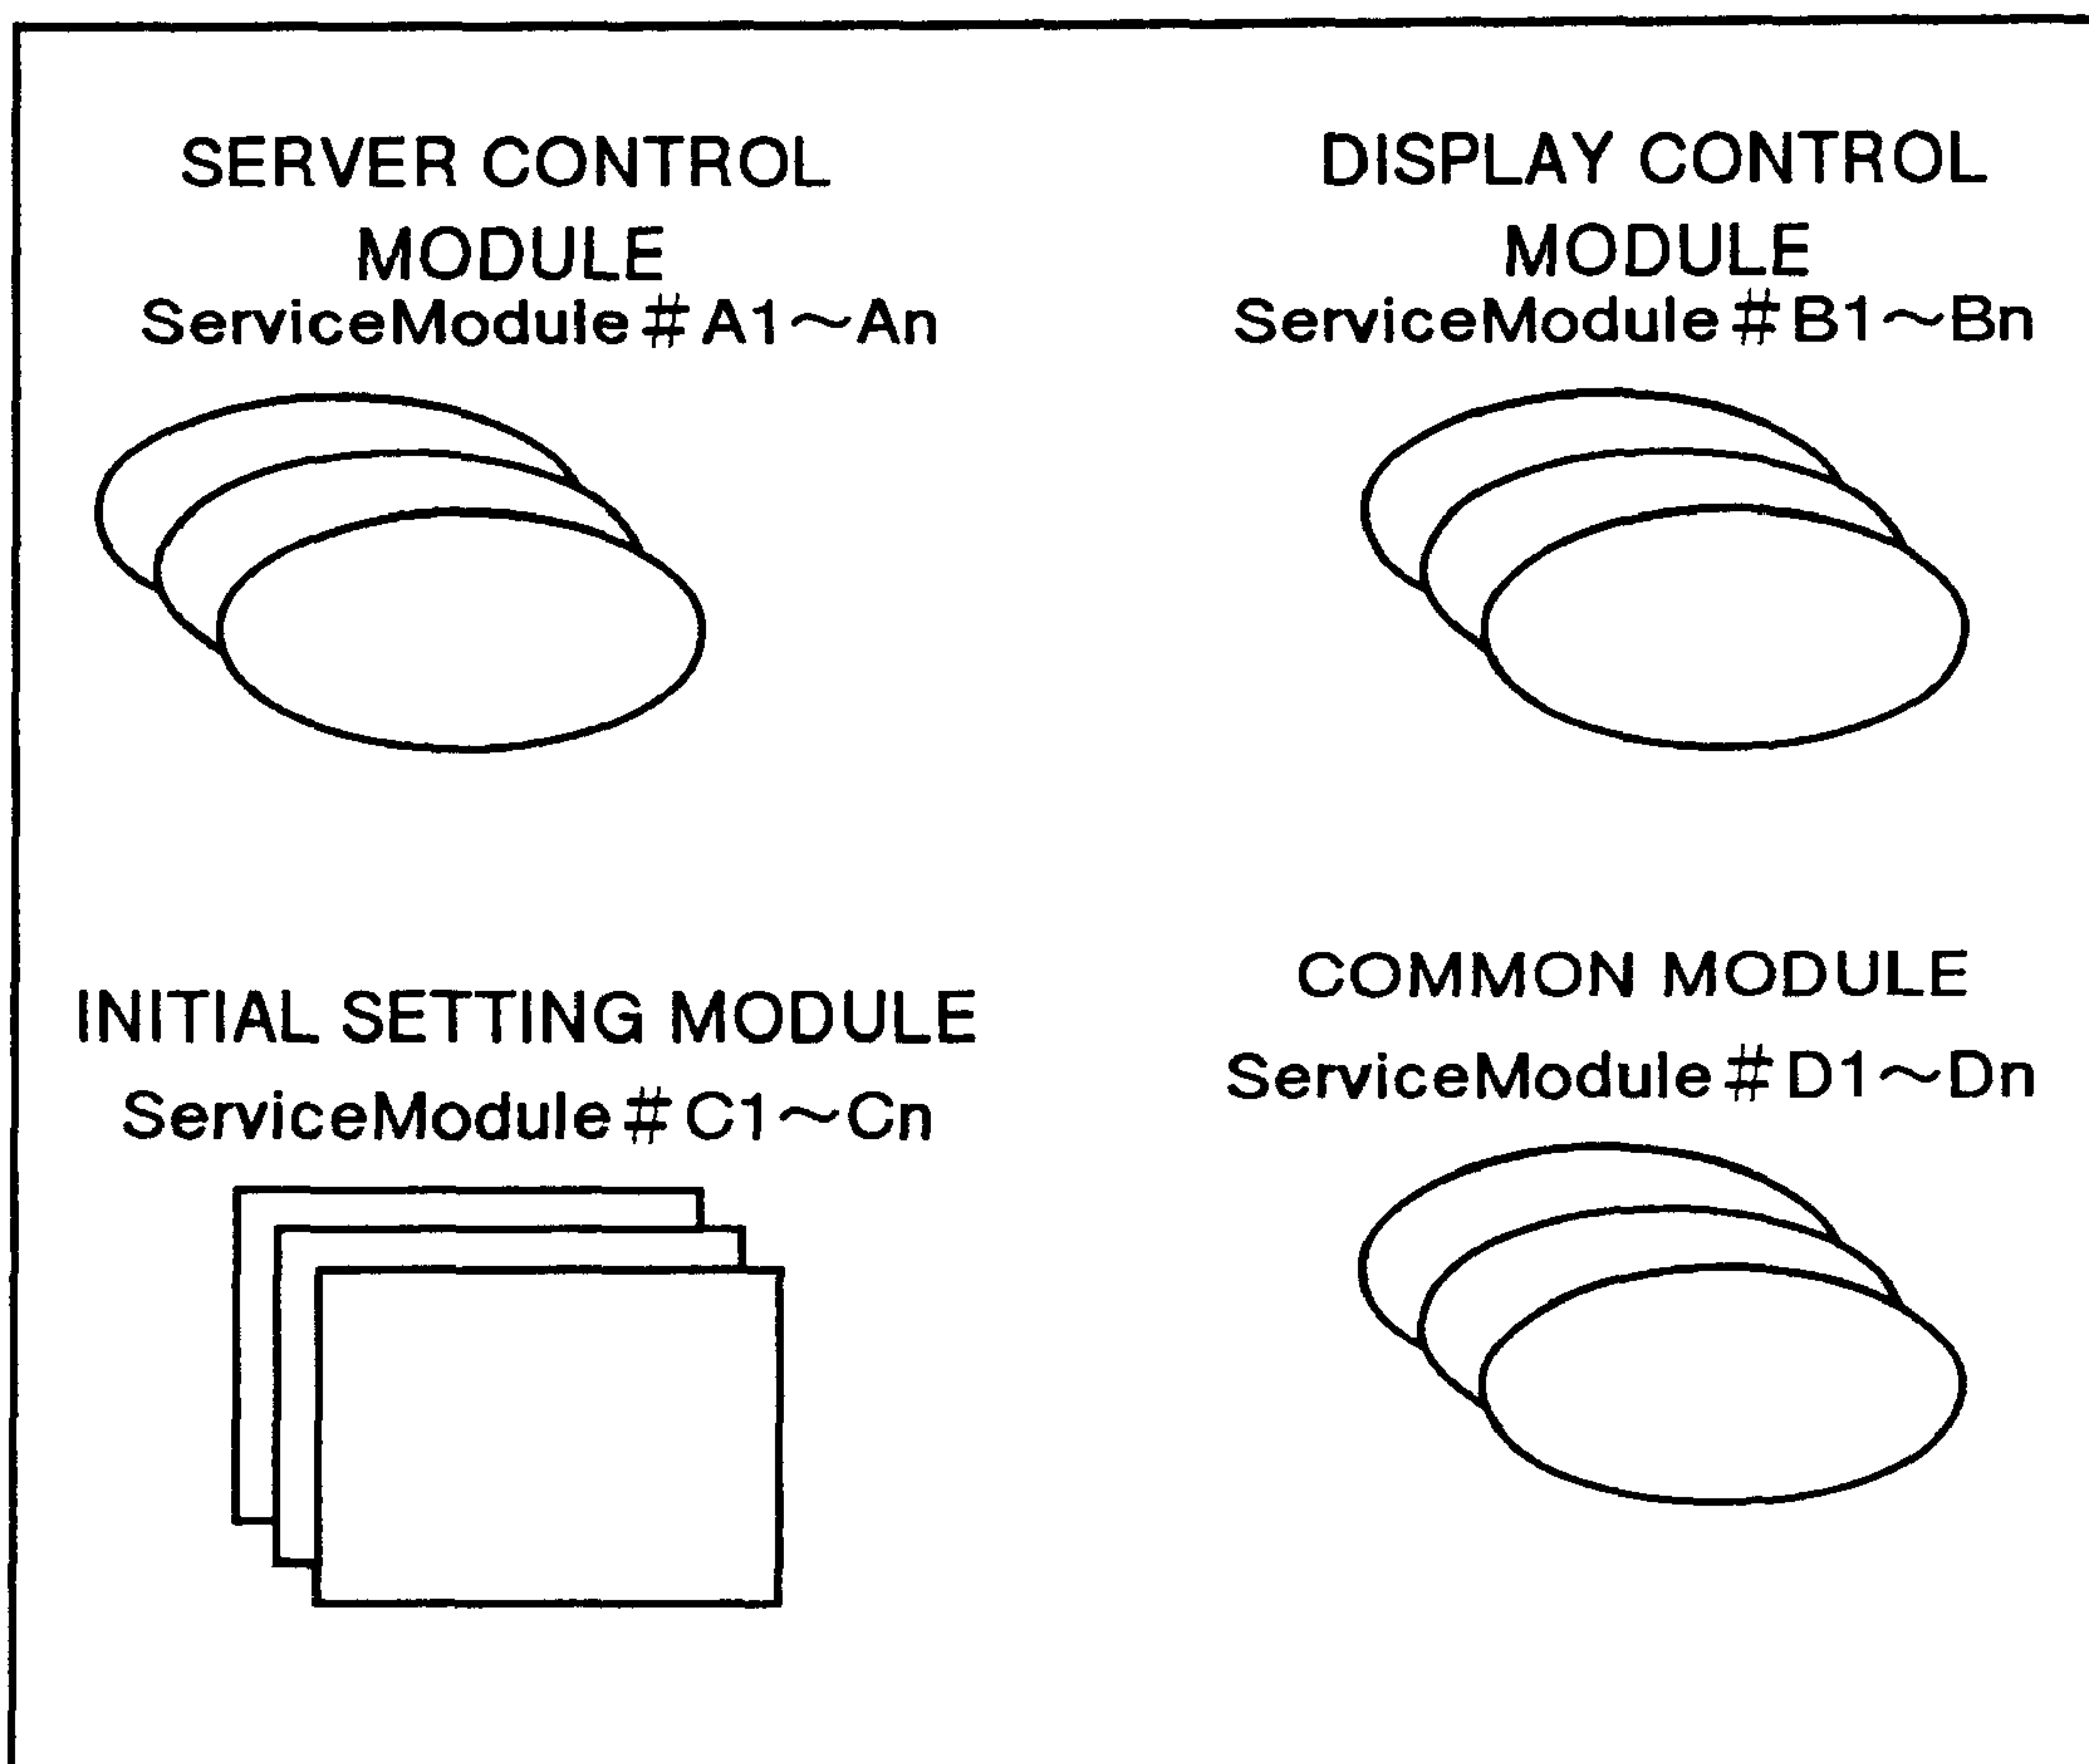 SERVER CONTROL
MODULE
ServiceModule#A1~An
DISPLAY CONTROL
MODULE
ServiceModule#B1~Bn
INITIAL SETTING MODULE
ServiceModule#C1~Cn
COMMON MODULE
ServiceModule#D1~Dn